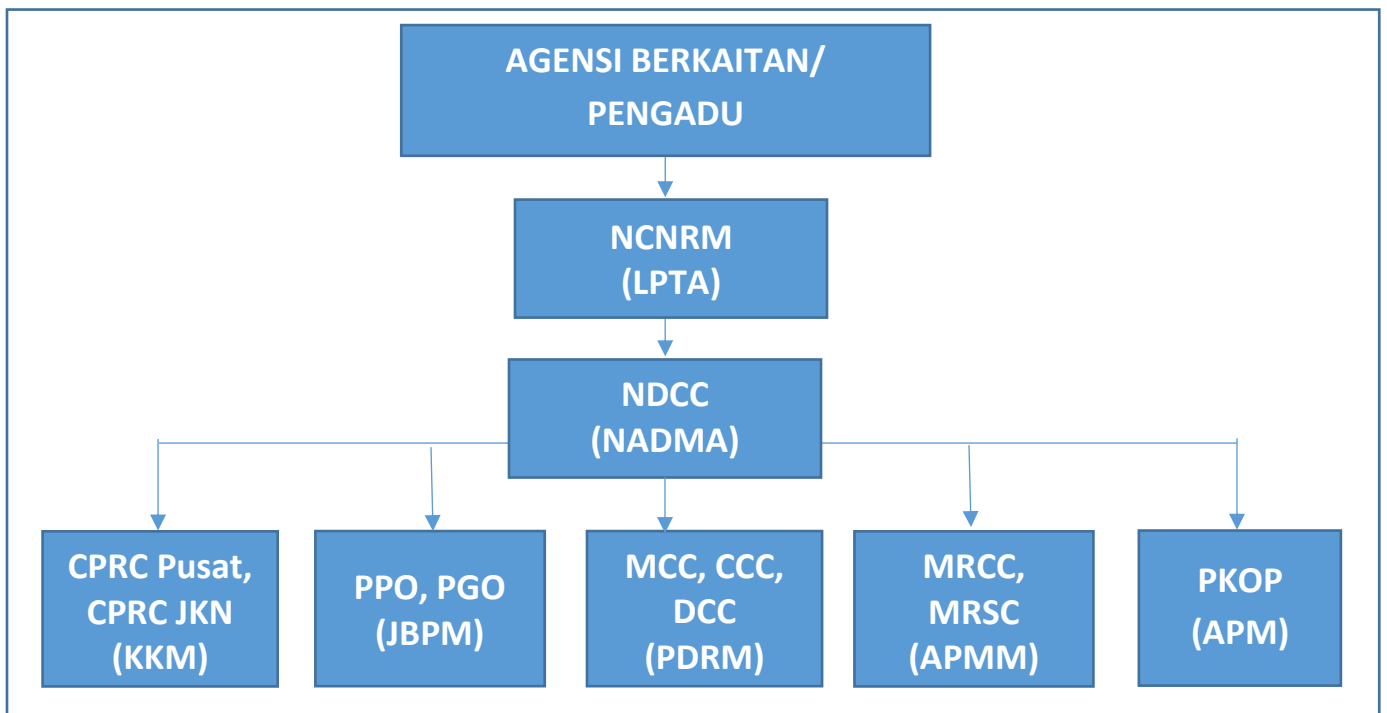 AGENSI BERKAITAN/
PENGADU
NCNRM
(LPTA)
NDCC
(NADMA)
CPRC Pusat,
CPRC JKN
(KKM)
PPO, PGO
(JBPM)
MCC, CCC,
DCC
(PDRM)
MRCC,
MRSC
(APMM)
PKOP
(APM)